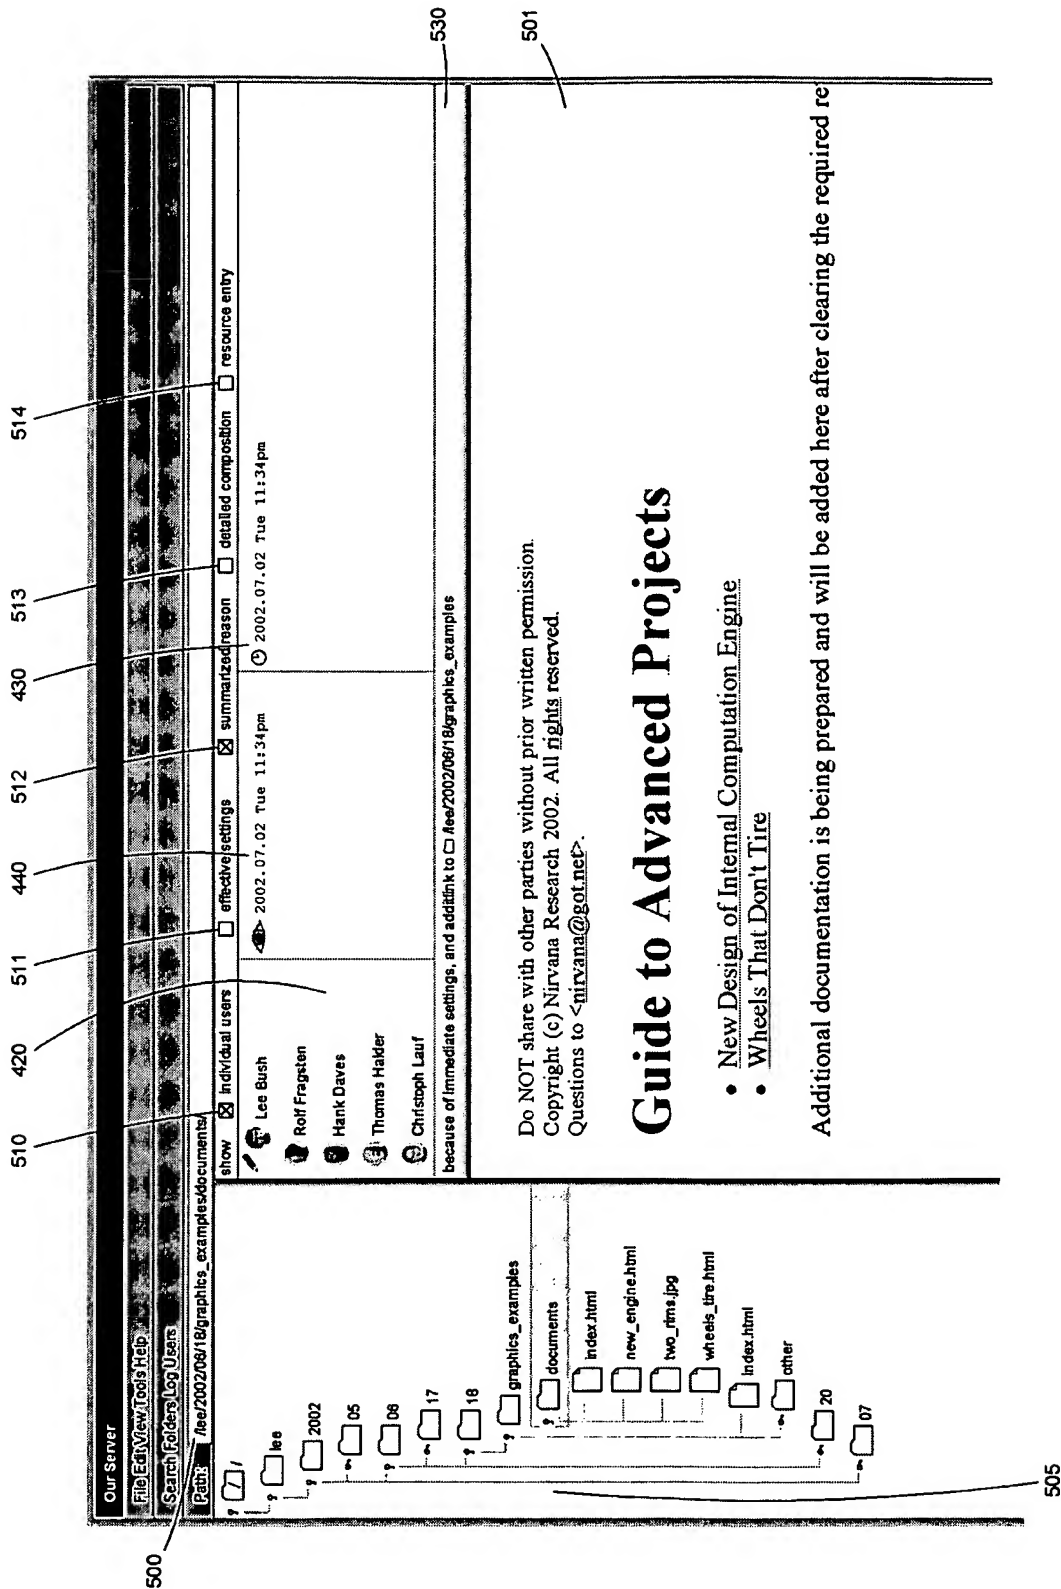 530
501
514
513
430
512
440
511
420
510
500
505
Our Server
File Edit View Tools Help
Search Folders Log Users
Path: /lee/2002/06/18/graphics_examples/documents/
show individual users effective settings summarized reason detailed composition resource entry
Lee Bush
Rolf Fragsten
Hank Daves
Thomas Halder
Christoph Lauf
2002.07.02 Tue 11:34pm
2002.07.02 Tue 11:34pm
because of immediate settings, and additink to /lee/2002/06/18/graphics_examples
/
lee
2002
05
06
17
18
graphics_examples
documents
index.html
new_engine.html
two_rims.jpg
wheels_tire.html
index.html
other
20
07
Do NOT share with other parties without prior written permission.
Copyright (c) Nirvana Research 2002. All rights reserved.
Questions to <nirvana@got.net>.
Guide to Advanced Projects
• New Design of Internal Computation Engine
• Wheels That Don't Tire
Additional documentation is being prepared and will be added here after clearing the required re